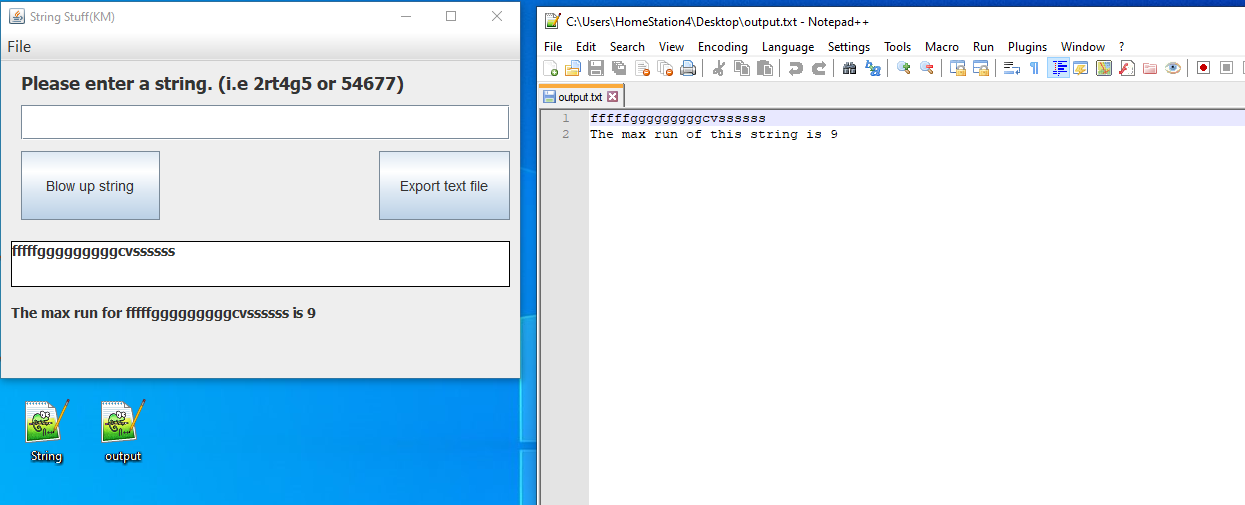 String Stuff(KM)
File
Please enter a string. (i.e 2rt4g5 or 54677)
Blow up string
Export text file
fffffgggggggggcvssssss
The max run for fffffgggggggggcvssssss is 9
String
output
C:\Users\HomeStation4\Desktop\output.txt - Notepad++
File Edit Search View Encoding Language Settings Tools Macro Run Plugins Window ?
output.txt
1 fffffgggggggggcvssssss
2 The max run of this string is 9